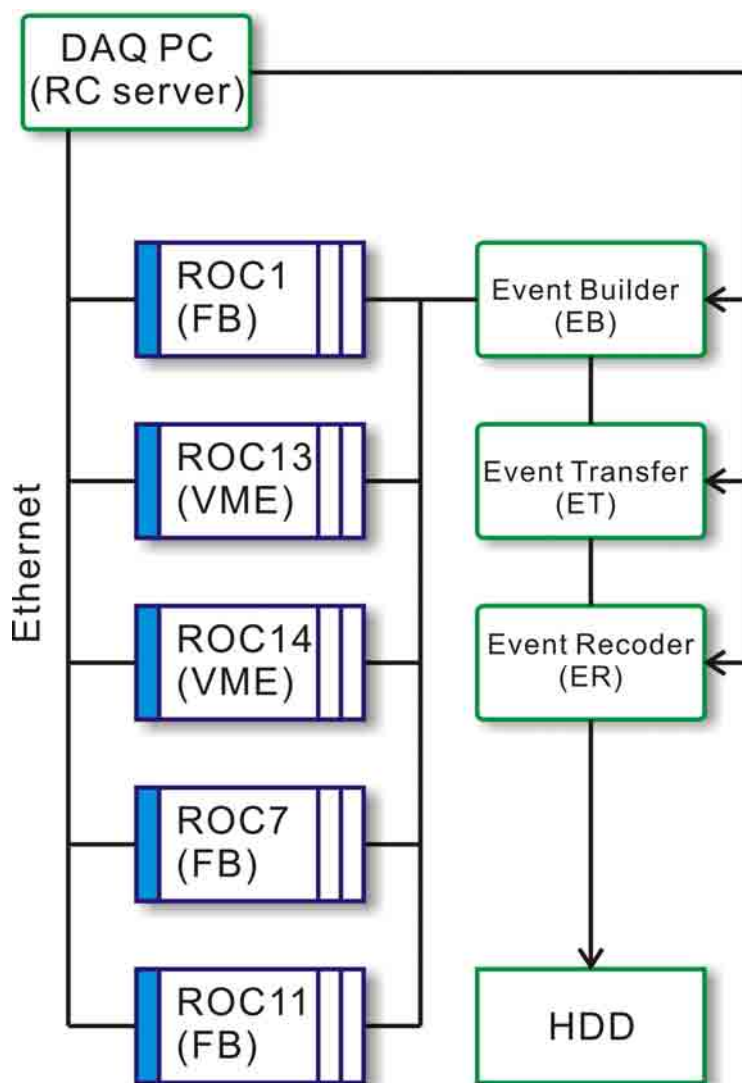 DAQ PC
(RC server)
ROC1
(FB)
Event Builder
(EB)
ROC13
(VME)
Event Transfer
(ET)
Ethernet
ROC14
(VME)
Event Recoder
(ER)
ROC7
(FB)
ROC11
(FB)
HDD